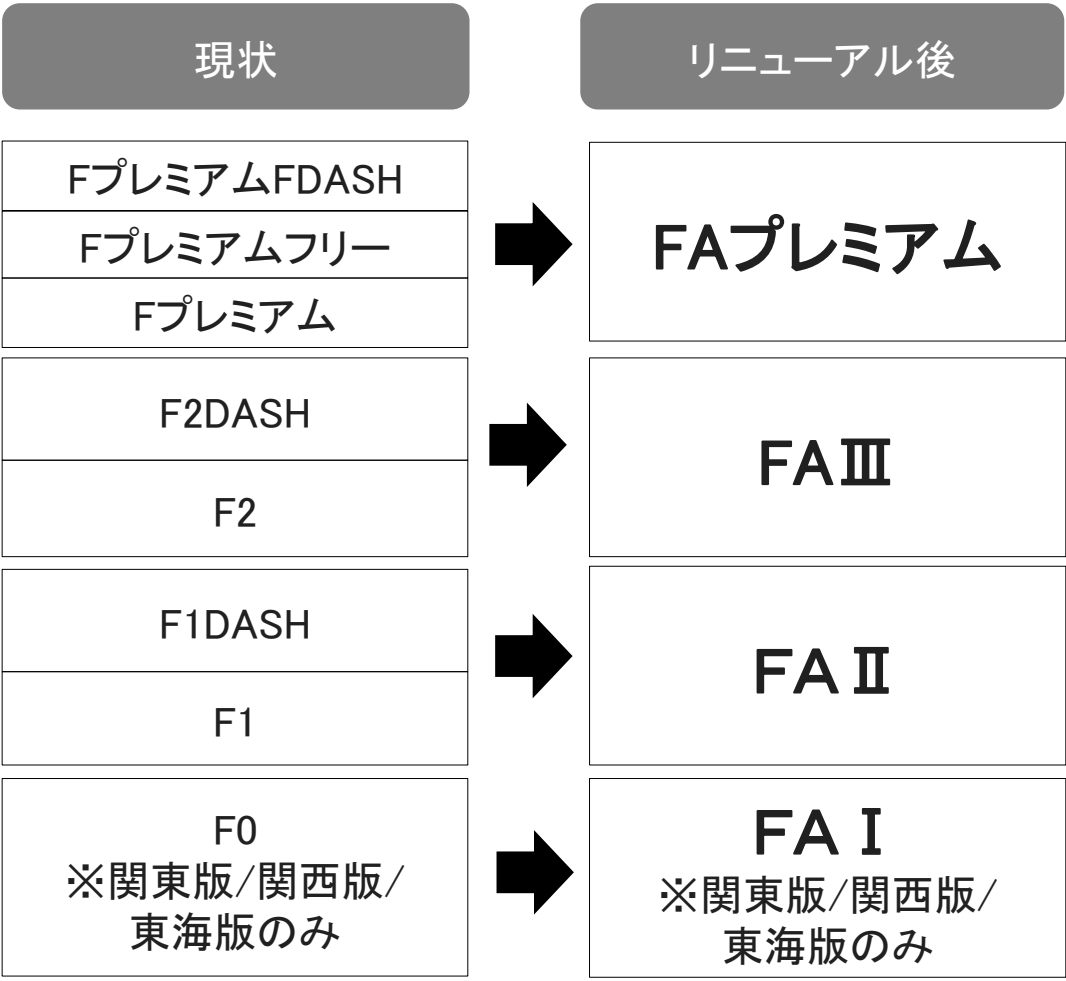 現状
リニューアル後
FプレミアムFDASH
Fプレミアムフリー
Fプレミアム
FAプレミアム
F2DASH
F2
FAⅢ
F1DASH
F1
FAⅡ
F0
※関東版/関西版/
東海版のみ
FAⅠ
※関東版/関西版/
東海版のみ